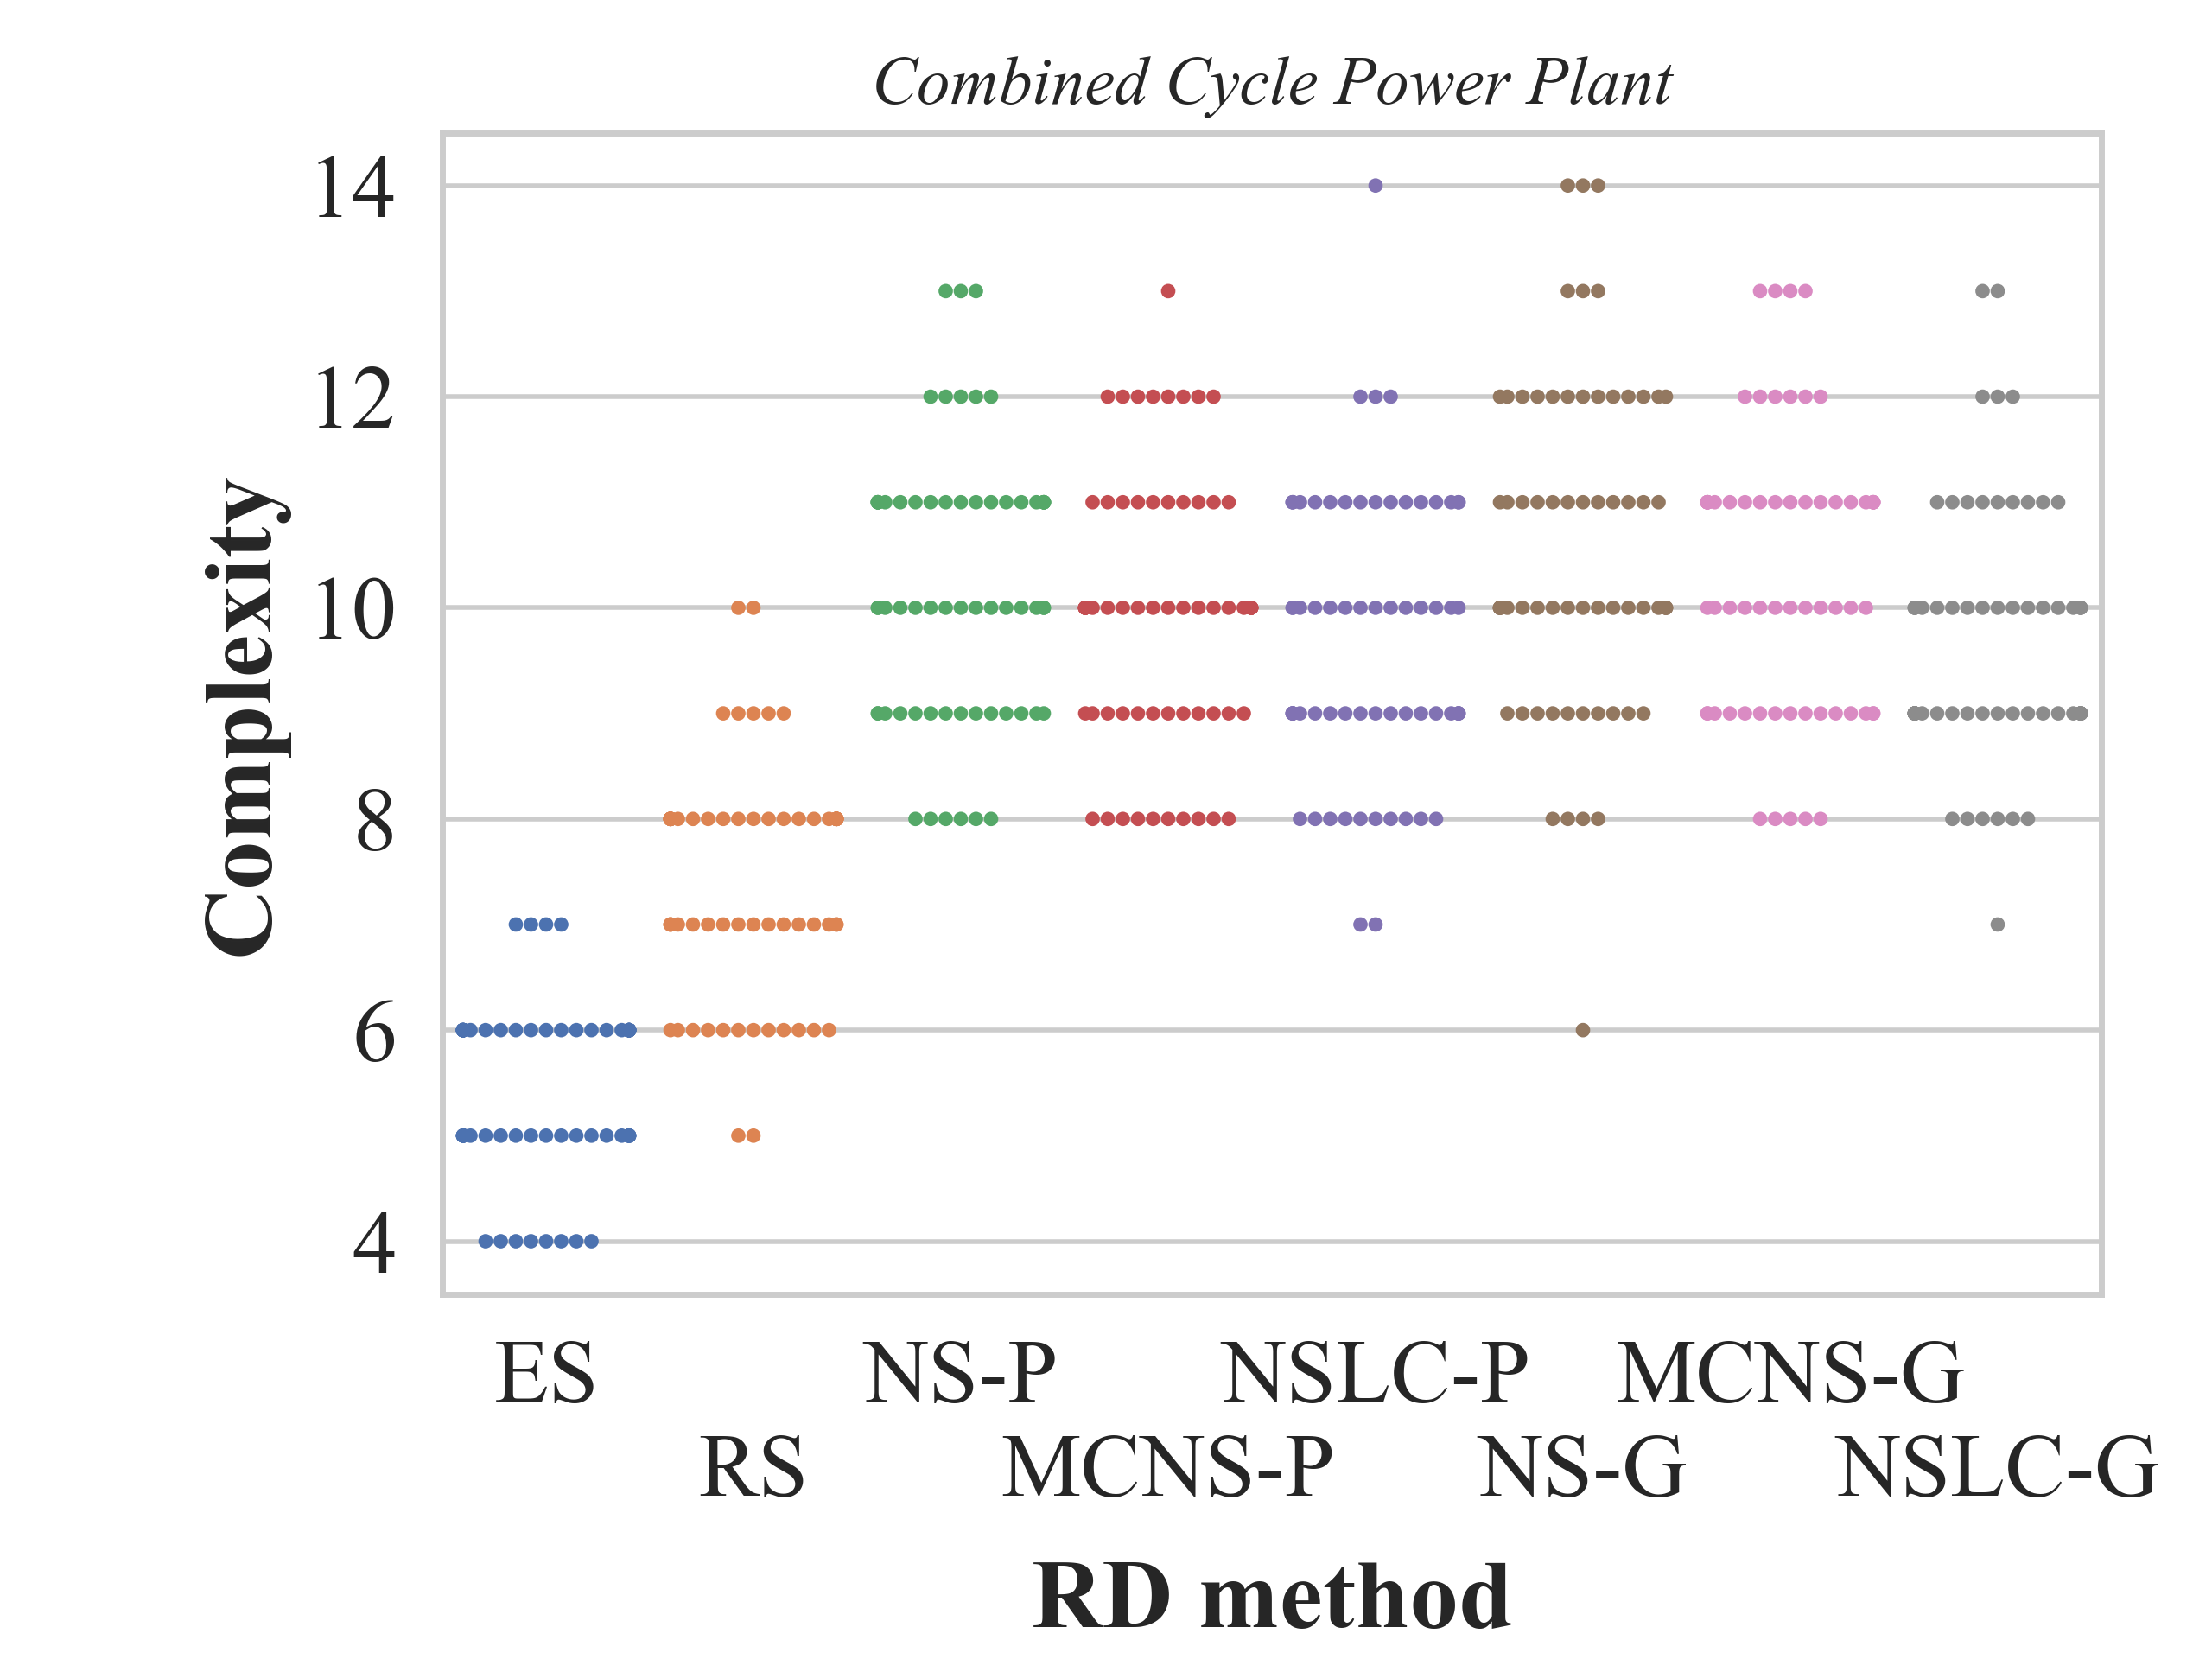 Combined Cycle Power Plant
14
12
10
8
6
4
Complexity
ES NS-P NSLC-P MCNS-G
RS MCNS-P NS-G NSLC-G
RD method